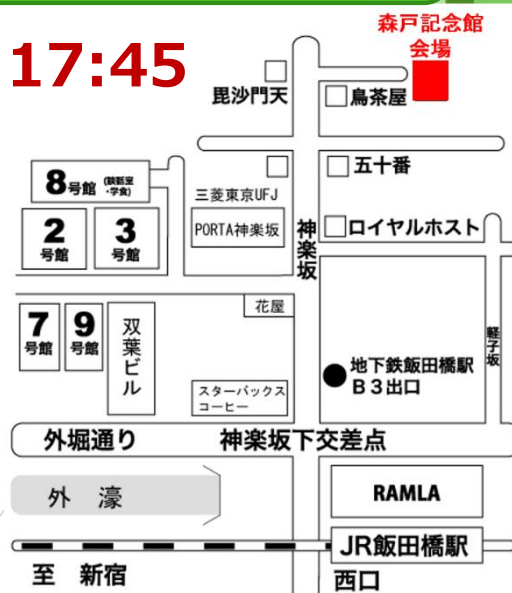 森戸記念館
会場
17:45
毘沙門天
鳥茶屋
8号館
(談話室
・学食)
五十番
三菱東京UFJ
2
号館
3
号館
PORTA神楽坂
神楽坂
ロイヤルホスト
花屋
7
号館
9
号館
双葉ビル
軽子坂
地下鉄飯田橋駅
B3出口
スターバックス
コーヒー
外堀通り
神楽坂下交差点
外 濠
RAMLA
JR飯田橋駅
至 新宿
西口